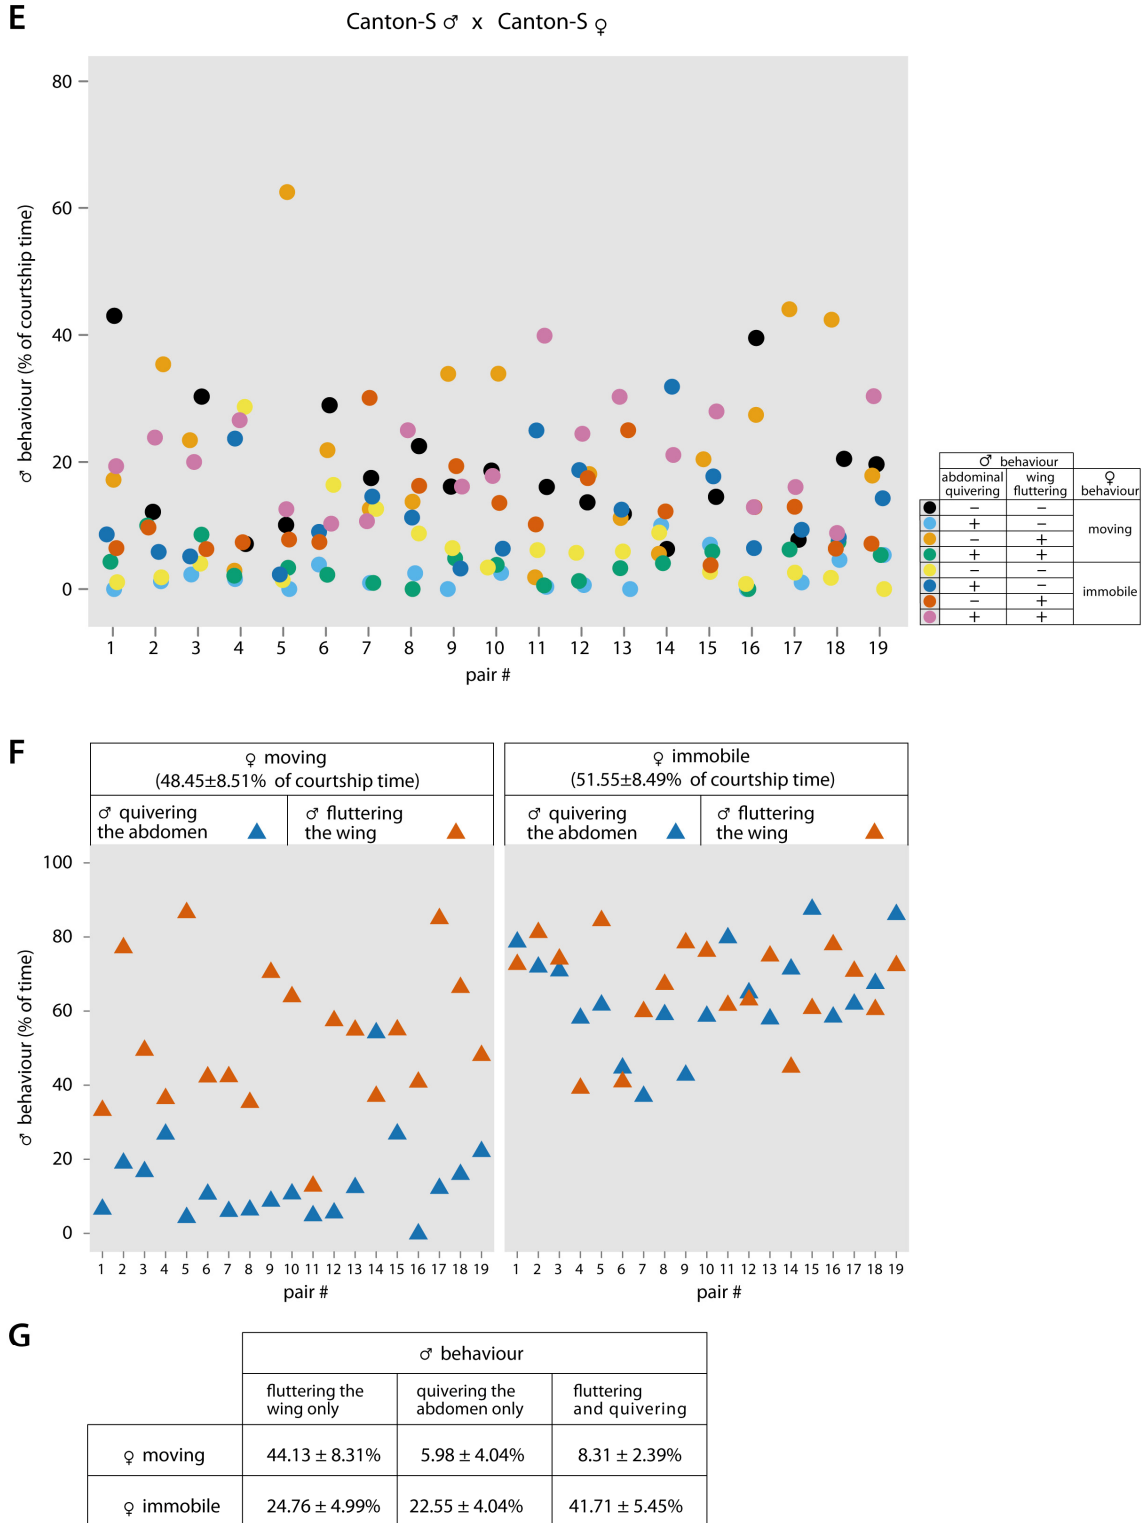 E
Canton-S ♂ x Canton-S ♀
♂ behaviour (% of courtship time)
80
60
40
20
0
1 2 3 4 5 6 7 8 9 10 11 12 13 14 15 16 17 18 19
pair #
♂ behaviour
abdominal quivering
wing fluttering
♀ behaviour
− −
+ −
− +
+ +
moving
− −
+ −
− +
+ +
immobile
F
♀ moving
(48.45±8.51% of courtship time)
♂ quivering
the abdomen
♂ fluttering
the wing
♀ immobile
(51.55±8.49% of courtship time)
♂ quivering
the abdomen
♂ fluttering
the wing
♂ behaviour (% of time)
100
80
60
40
20
0
1 2 3 4 5 6 7 8 9 10 11 12 13 14 15 16 17 18 19
pair #
1 2 3 4 5 6 7 8 9 10 11 12 13 14 15 16 17 18 19
pair #
G
♂ behaviour
fluttering the
wing only
quivering the
abdomen only
fluttering
and quivering
♀ moving 44.13 ± 8.31% 5.98 ± 4.04% 8.31 ± 2.39%
♀ immobile 24.76 ± 4.99% 22.55 ± 4.04% 41.71 ± 5.45%